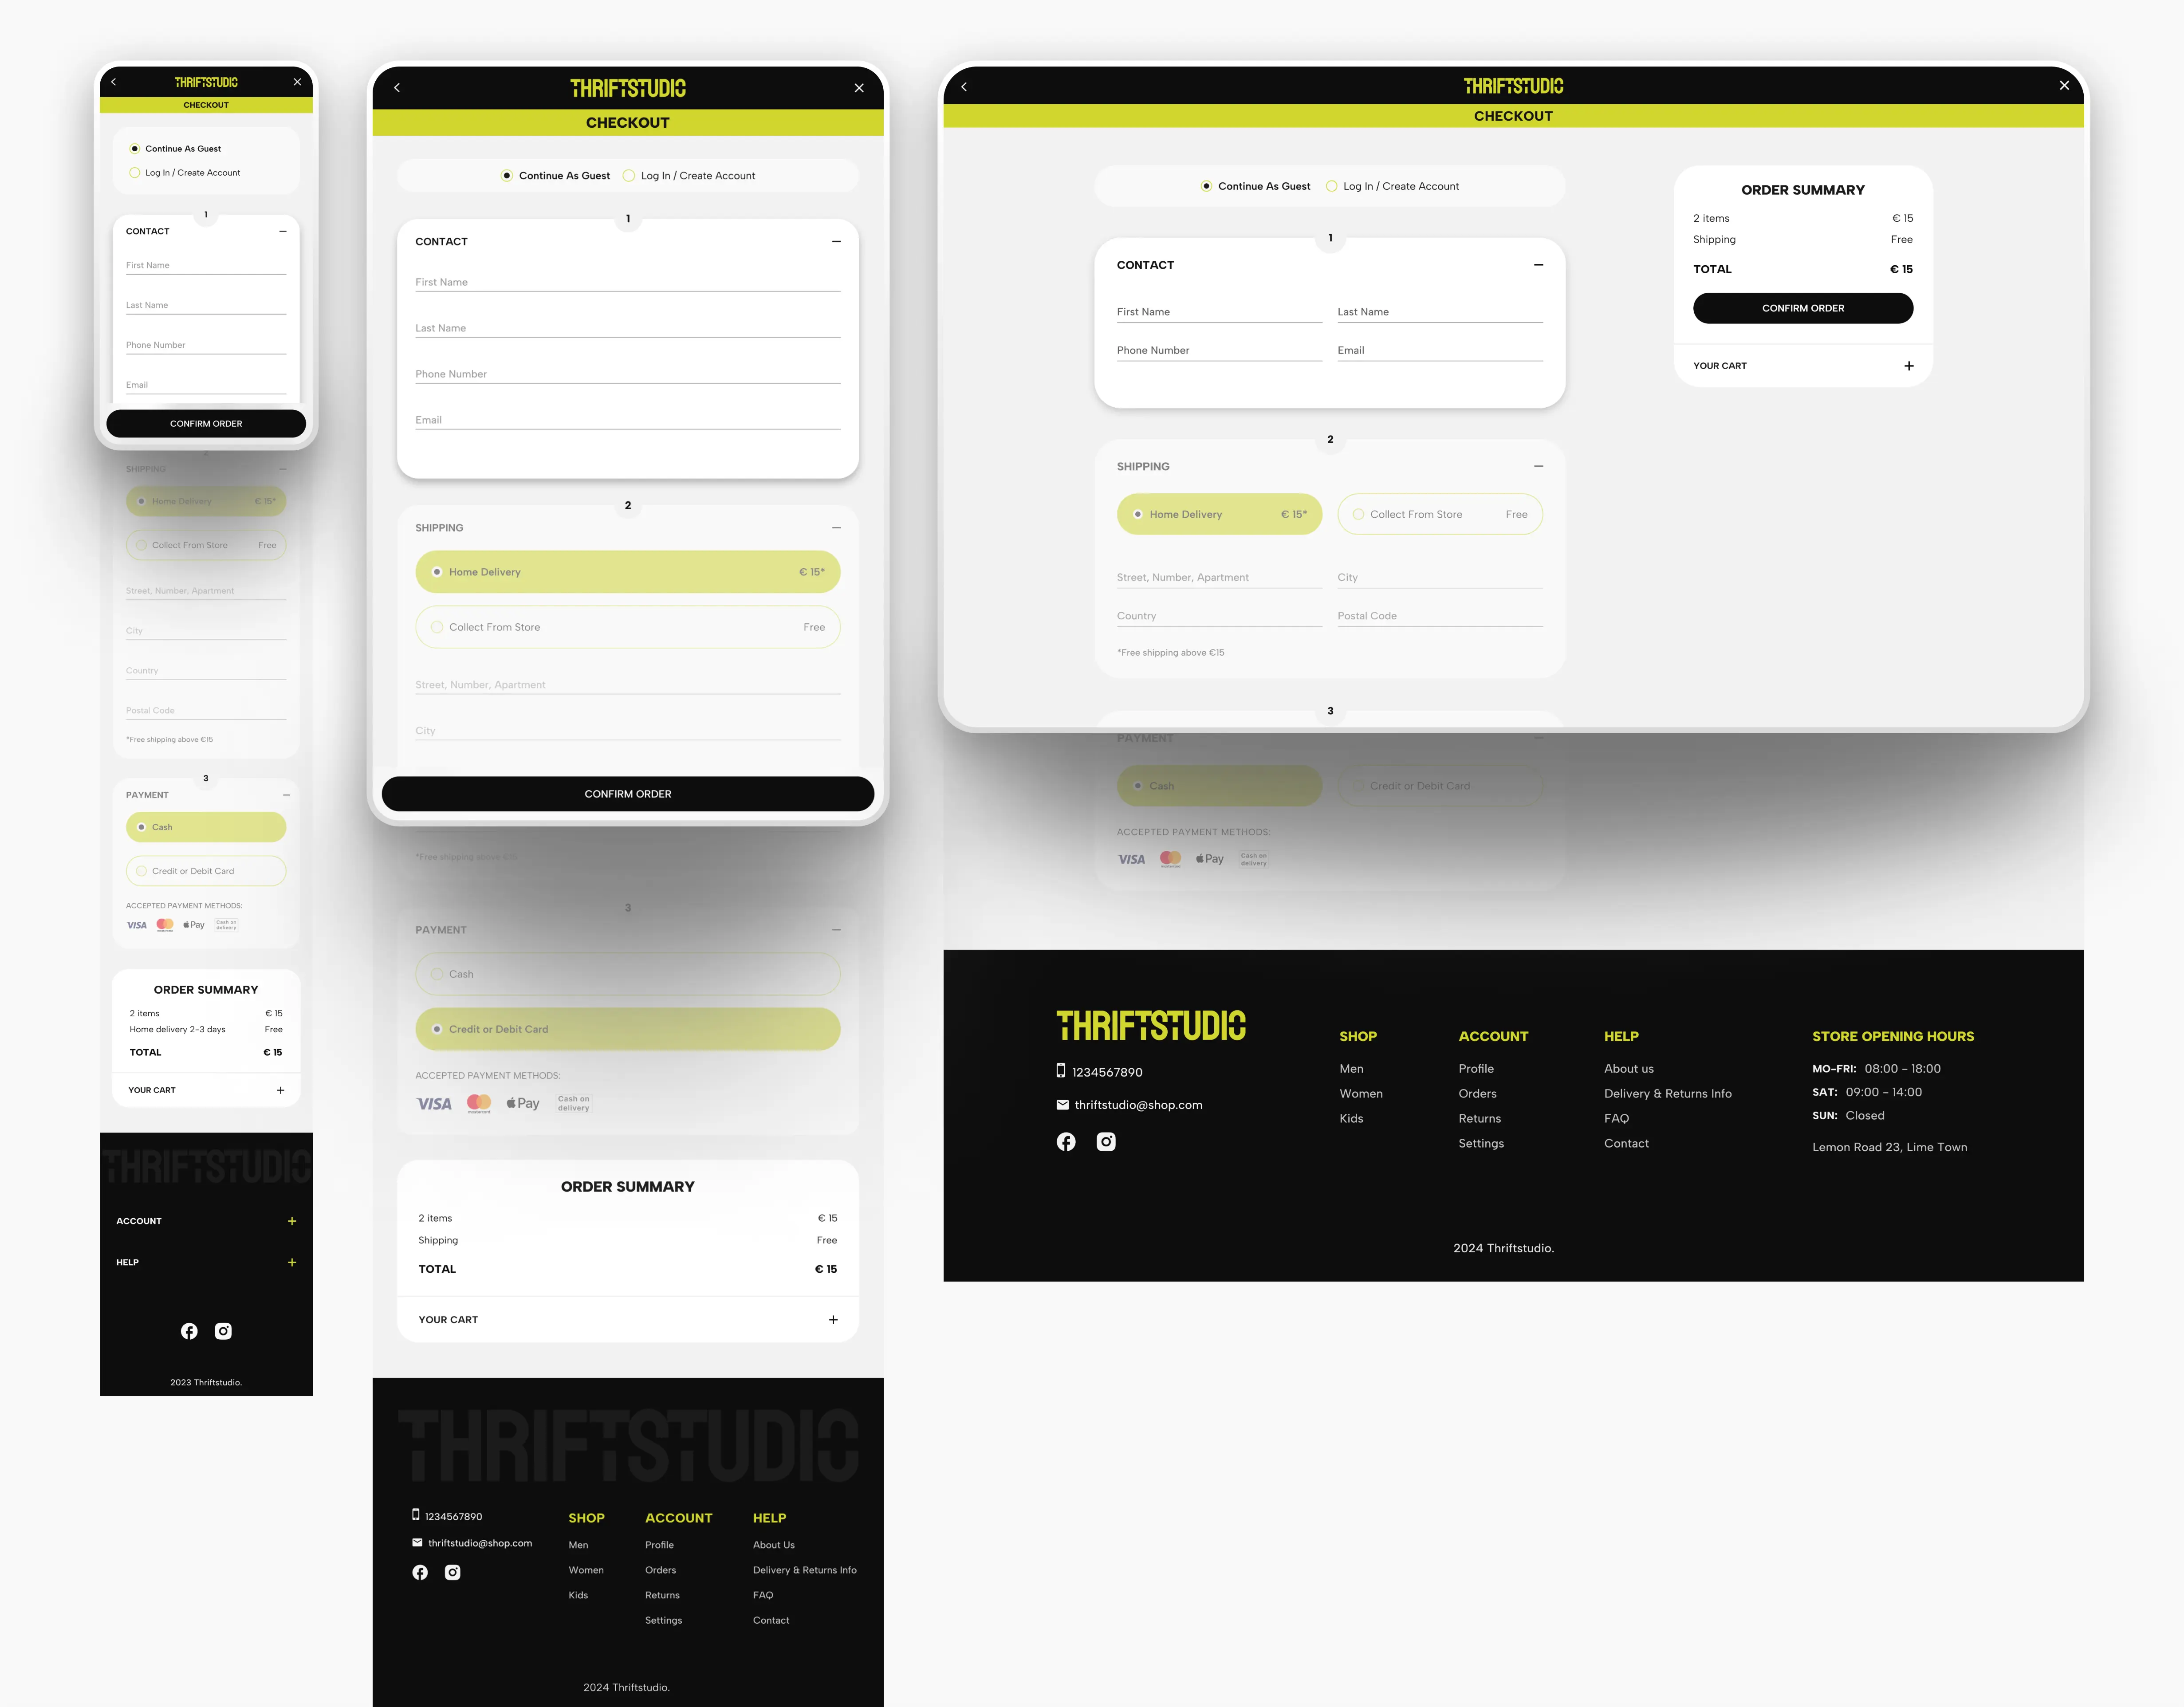 THRIFTSTUDIO
CHECKOUT
Continue As Guest
Log In / Create Account
1
CONTACT
First Name
Last Name
Phone Number
Email
CONFIRM ORDER
2
SHIPPING
Home Delivery € 15*
Collect From Store Free
Street, Number, Apartment
City
Country
Postal Code
*Free shipping above €15
3
PAYMENT
Cash
Credit or Debit Card
ACCEPTED PAYMENT METHODS:
VISA mastercard Pay Cash on delivery
ORDER SUMMARY
2 items € 15
Home delivery 2-3 days Free
TOTAL € 15
YOUR CART
THRIFTSTUDIO
ACCOUNT
HELP
2023 Thriftstudio.
THRIFTSTUDIO
CHECKOUT
Continue As Guest Log In / Create Account
1
CONTACT
First Name
Last Name
Phone Number
Email
2
SHIPPING
Home Delivery € 15*
Collect From Store Free
Street, Number, Apartment
City
CONFIRM ORDER
*Free shipping above €15
3
PAYMENT
Cash
Credit or Debit Card
ACCEPTED PAYMENT METHODS:
VISA mastercard Pay Cash on delivery
ORDER SUMMARY
2 items € 15
Shipping Free
TOTAL € 15
YOUR CART
THRIFTSTUDIO
1234567890
thriftstudio@shop.com
SHOP
Men
Women
Kids
ACCOUNT
Profile
Orders
Returns
Settings
HELP
About Us
Delivery & Returns Info
FAQ
Contact
2024 Thriftstudio.
THRIFTSTUDIO
CHECKOUT
Continue As Guest Log In / Create Account
1
CONTACT
First Name Last Name
Phone Number Email
2
SHIPPING
Home Delivery € 15* Collect From Store Free
Street, Number, Apartment City
Country Postal Code
*Free shipping above €15
3
PAYMENT
Cash Credit or Debit Card
ACCEPTED PAYMENT METHODS:
VISA mastercard Pay Cash on delivery
ORDER SUMMARY
2 items € 15
Shipping Free
TOTAL € 15
CONFIRM ORDER
YOUR CART
THRIFTSTUDIO
1234567890
thriftstudio@shop.com
SHOP
Men
Women
Kids
ACCOUNT
Profile
Orders
Returns
Settings
HELP
About us
Delivery & Returns Info
FAQ
Contact
STORE OPENING HOURS
MO-FRI: 08:00 - 18:00
SAT: 09:00 - 14:00
SUN: Closed
Lemon Road 23, Lime Town
2024 Thriftstudio.